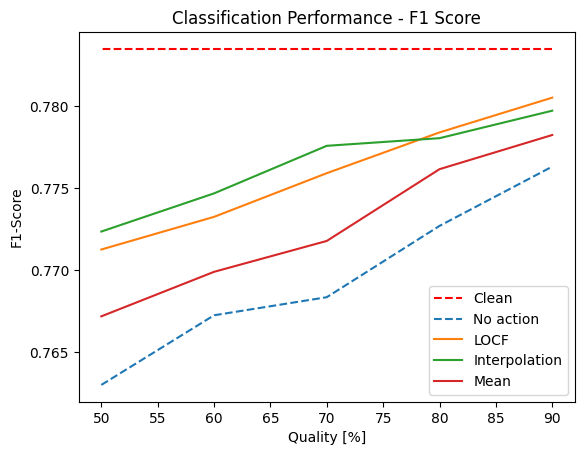 Classification Performance - F1 Score
F1-Score
0.780
0.775
0.770
0.765
50 55 60 65 70 75 80 85 90
Quality [%]
Clean
No action
LOCF
Interpolation
Mean